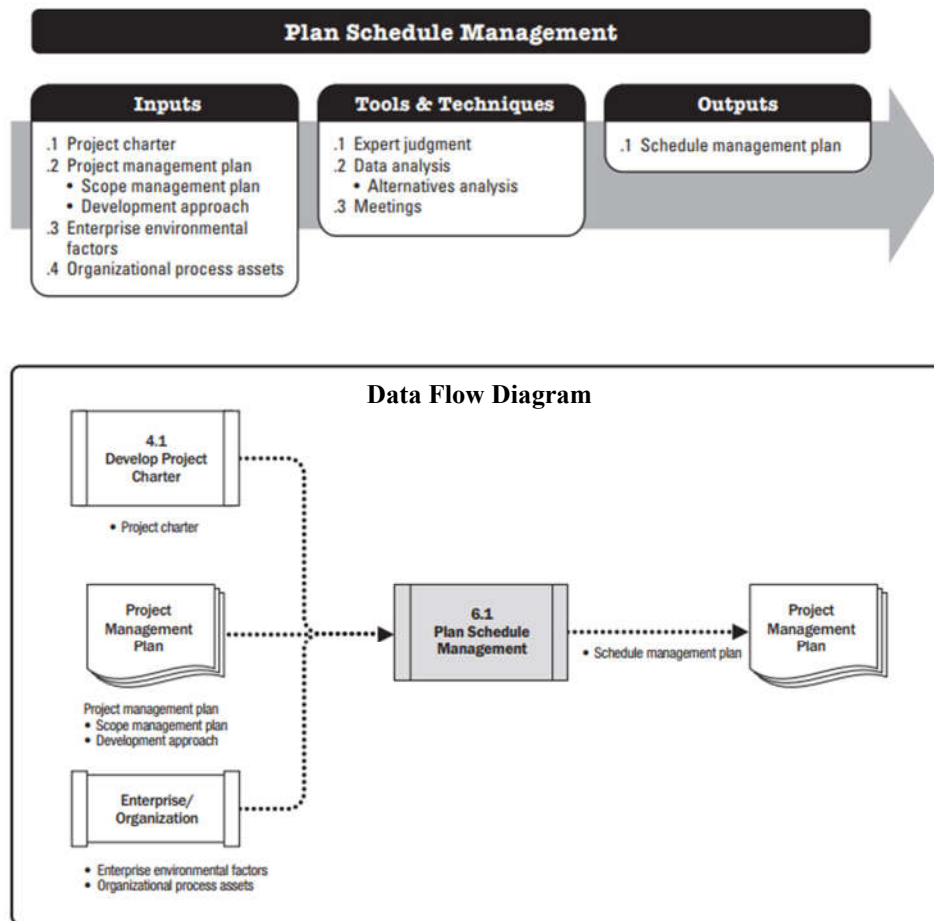 Plan Schedule Management
Inputs
.1 Project charter
.2 Project management plan
• Scope management plan
• Development approach
.3 Enterprise environmental
factors
.4 Organizational process assets
Tools & Techniques
.1 Expert judgment
.2 Data analysis
• Alternatives analysis
.3 Meetings
Outputs
.1 Schedule management plan
Data Flow Diagram
4.1
Develop Project
Charter
• Project charter
Project
Management
Plan
Project management plan
• Scope management plan
• Development approach
Enterprise/
Organization
• Enterprise environmental factors
• Organizational process assets
6.1
Plan Schedule
Management
• Schedule management plan
Project
Management
Plan